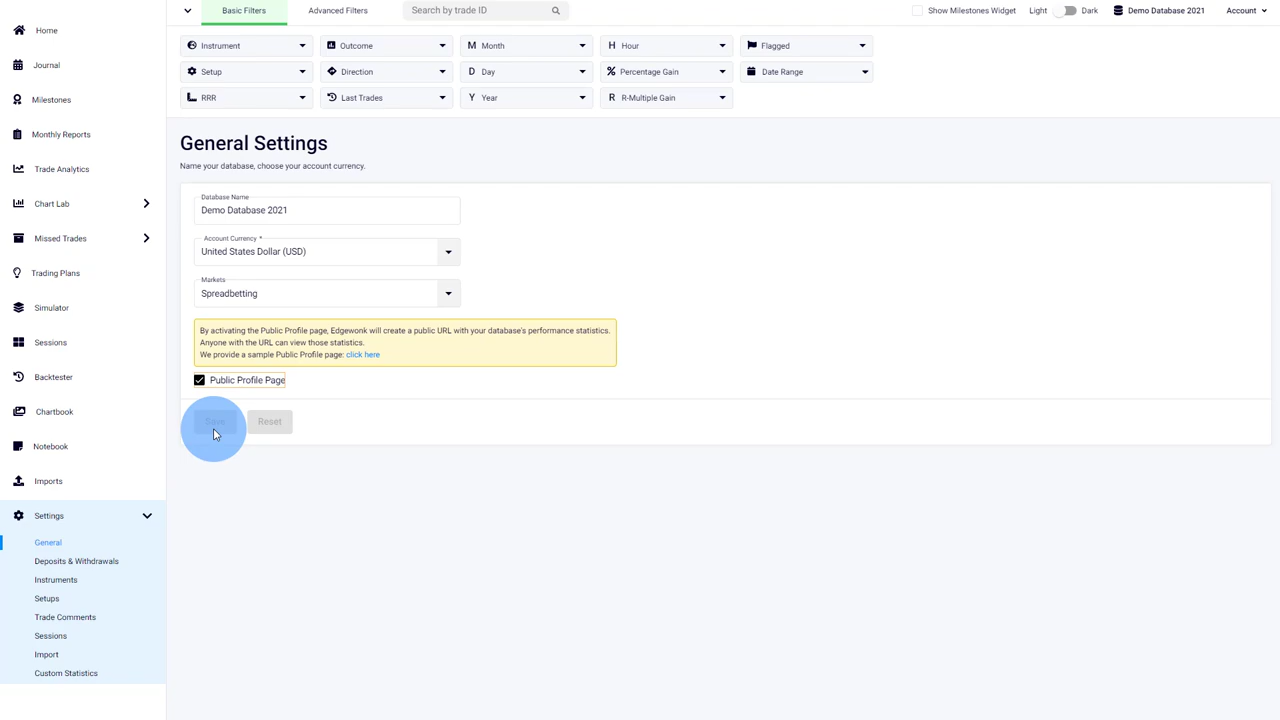 Home
Journal
Milestones
Monthly Reports
Trade Analytics
Chart Lab
Missed Trades
Trading Plans
Simulator
Sessions
Backtester
Chartbook
Notebook
Imports
Settings
General
Deposits & Withdrawals
Instruments
Setups
Trade Comments
Sessions
Import
Custom Statistics
Basic Filters
Advanced Filters
Search by trade ID
Show Milestones Widget
Light
Dark
Demo Database 2021
Account
Instrument
Outcome
M Month
H Hour
Flagged
Setup
Direction
D Day
Percentage Gain
Date Range
RRR
Last Trades
Y Year
R R-Multiple Gain
General Settings
Name your database, choose your account currency.
Database Name
Demo Database 2021
Account Currency *
United States Dollar (USD)
Markets
Spreadbetting
By activating the Public Profile page, Edgewonk will create a public URL with your database's performance statistics.
Anyone with the URL can view those statistics.
We provide a sample Public Profile page: click here
Public Profile Page
Save
Reset